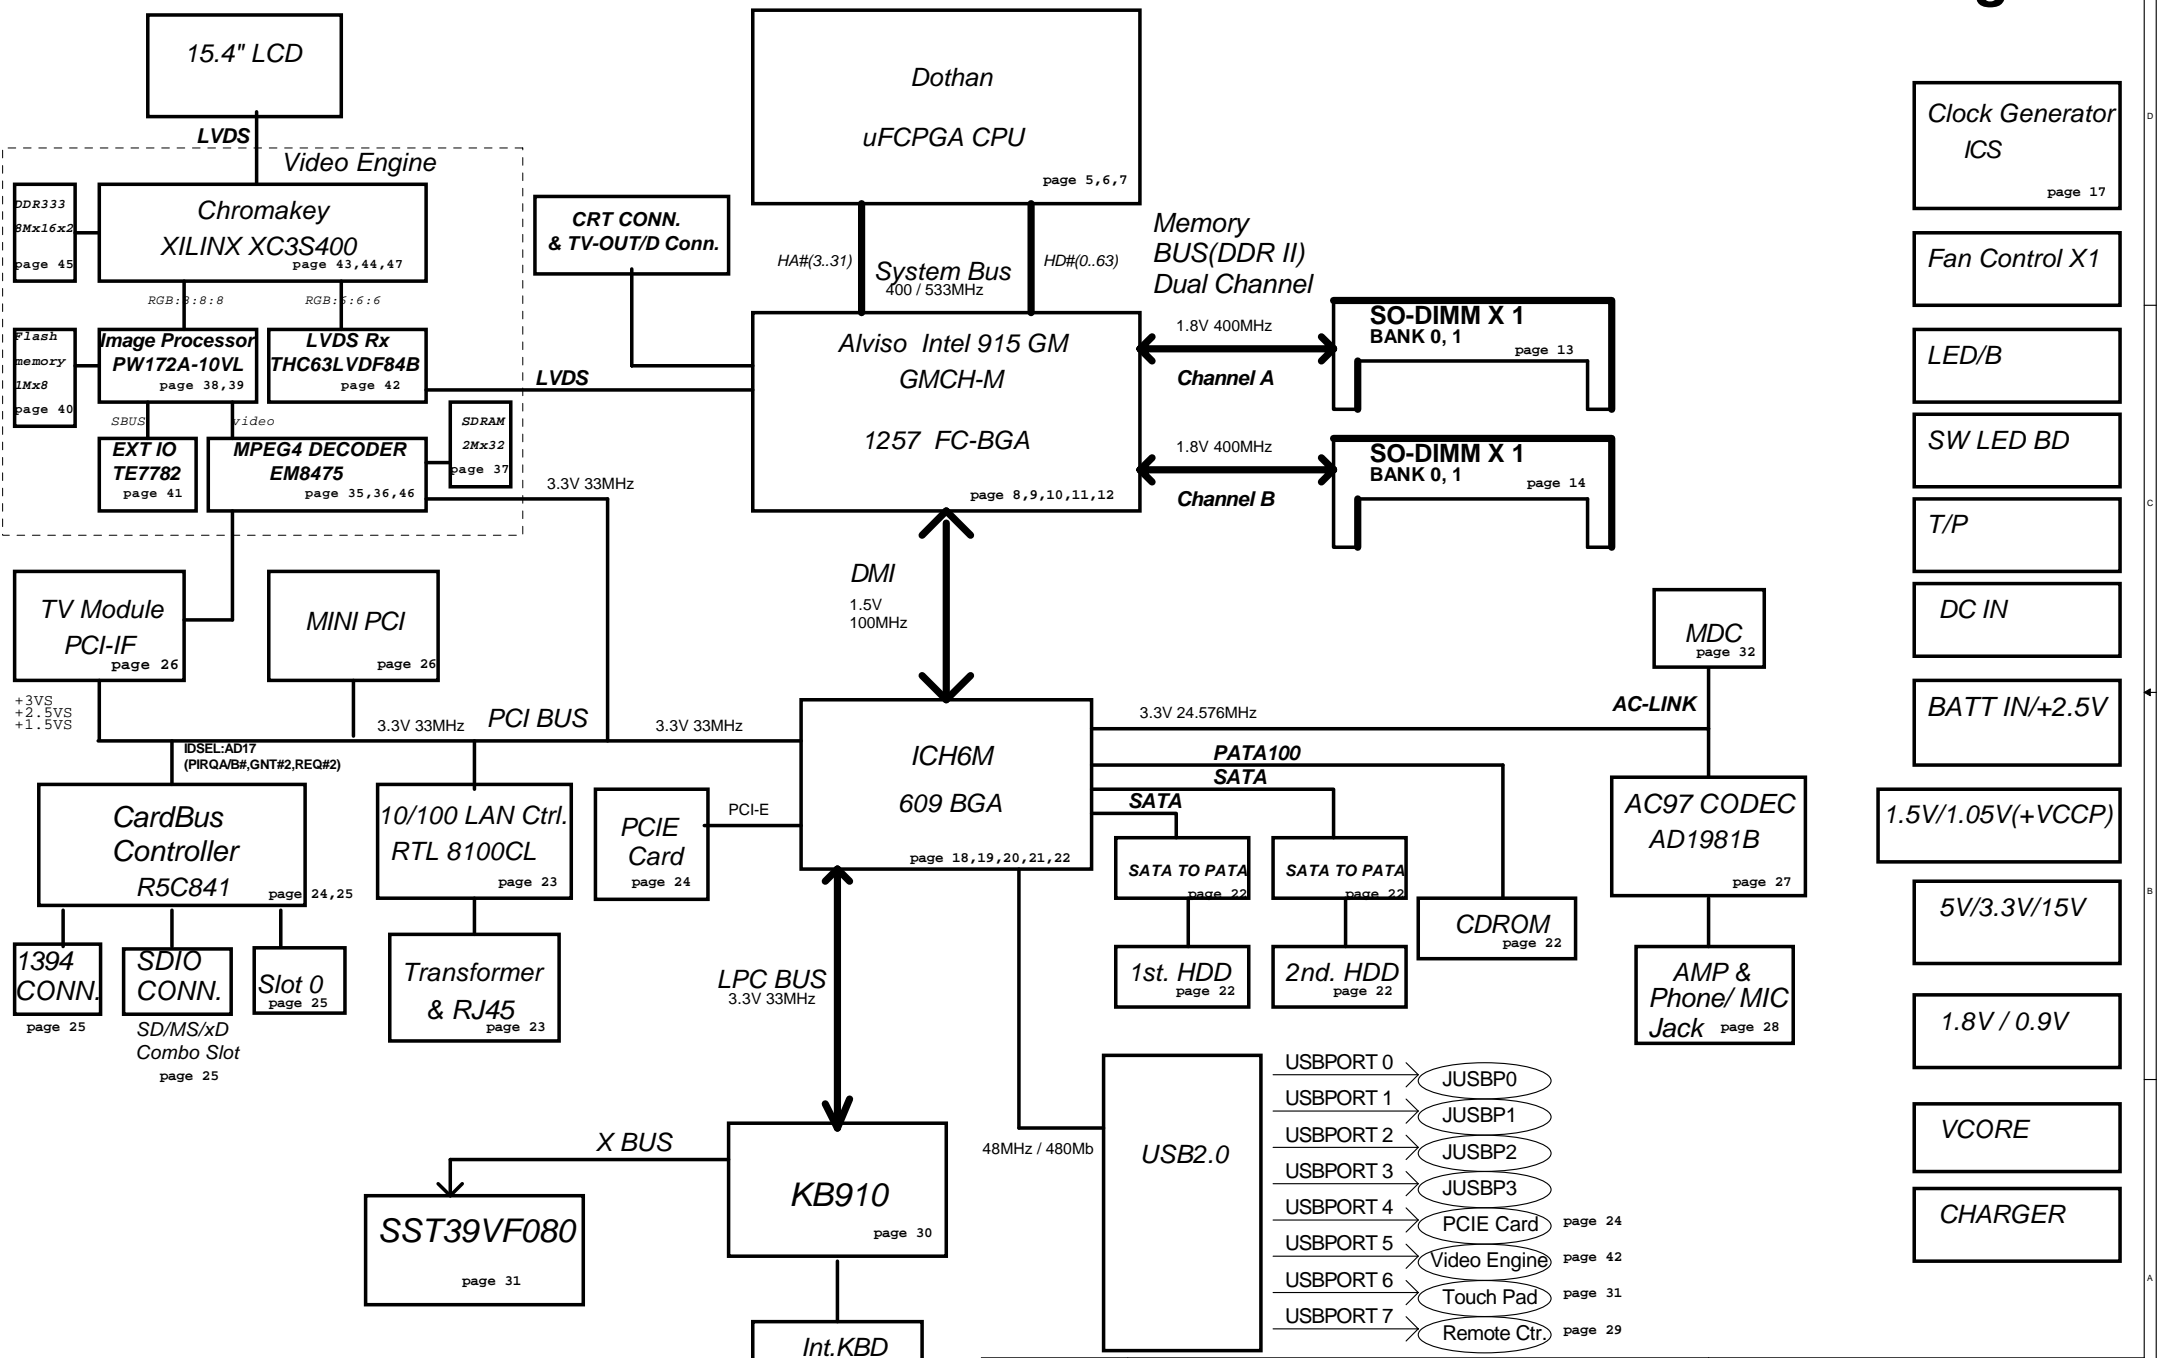 15.4" LCD
LVDS
Video Engine
DDR333
8Mx16x2
page 45
Chromakey
XILINX XC3S400
page 43,44,47
RGB:8:8:8
RGB:6:6:6
Flash
memory
1Mx8
page 40
Image Processor
PW172A-10VL
page 38,39
LVDS Rx
THC63LVDF84B
page 42
SBUS
video
EXT IO
TE7782
page 41
MPEG4 DECODER
EM8475
page 35,36,46
SDRAM
2Mx32
page 37
3.3V 33MHz
LVDS
CRT CONN.
& TV-OUT/D Conn.
Dothan
uFCPGA CPU
page 5,6,7
HA#(3..31)
System Bus
400 / 533MHz
HD#(0..63)
Memory
BUS(DDR II)
Dual Channel
Alviso Intel 915 GM
GMCH-M
1257 FC-BGA
page 8,9,10,11,12
1.8V 400MHz
Channel A
SO-DIMM X 1
BANK 0, 1
page 13
1.8V 400MHz
Channel B
SO-DIMM X 1
BANK 0, 1
page 14
DMI
1.5V
100MHz
TV Module
PCI-IF
page 26
MINI PCI
page 26
+3VS
+2.5VS
+1.5VS
3.3V 33MHz
PCI BUS
3.3V 33MHz
IDSEL:AD17
(PIRQA/B#,GNT#2,REQ#2)
CardBus
Controller
R5C841
page 24,25
10/100 LAN Ctrl.
RTL 8100CL
page 23
PCIE
Card
page 24
PCI-E
ICH6M
609 BGA
page 18,19,20,21,22
3.3V 24.576MHz
AC-LINK
MDC
page 32
PATA100
SATA
SATA
SATA TO PATA
page 22
SATA TO PATA
page 22
AC97 CODEC
AD1981B
page 27
1394
CONN.
page 25
SDIO
CONN.
SD/MS/xD
Combo Slot
page 25
Slot 0
page 25
Transformer
& RJ45
page 23
LPC BUS
3.3V 33MHz
1st. HDD
page 22
2nd. HDD
page 22
CDROM
page 22
AMP &
Phone/ MIC
Jack page 28
X BUS
SST39VF080
page 31
KB910
page 30
Int.KBD
48MHz / 480Mb
USB2.0
USBPORT 0
JUSBP0
USBPORT 1
JUSBP1
USBPORT 2
JUSBP2
USBPORT 3
JUSBP3
USBPORT 4
PCIE Card page 24
USBPORT 5
Video Engine page 42
USBPORT 6
Touch Pad page 31
USBPORT 7
Remote Ctr. page 29
Clock Generator
ICS
page 17
Fan Control X1
LED/B
SW LED BD
T/P
DC IN
BATT IN/+2.5V
1.5V/1.05V(+VCCP)
5V/3.3V/15V
1.8V / 0.9V
VCORE
CHARGER
D
C
B
A